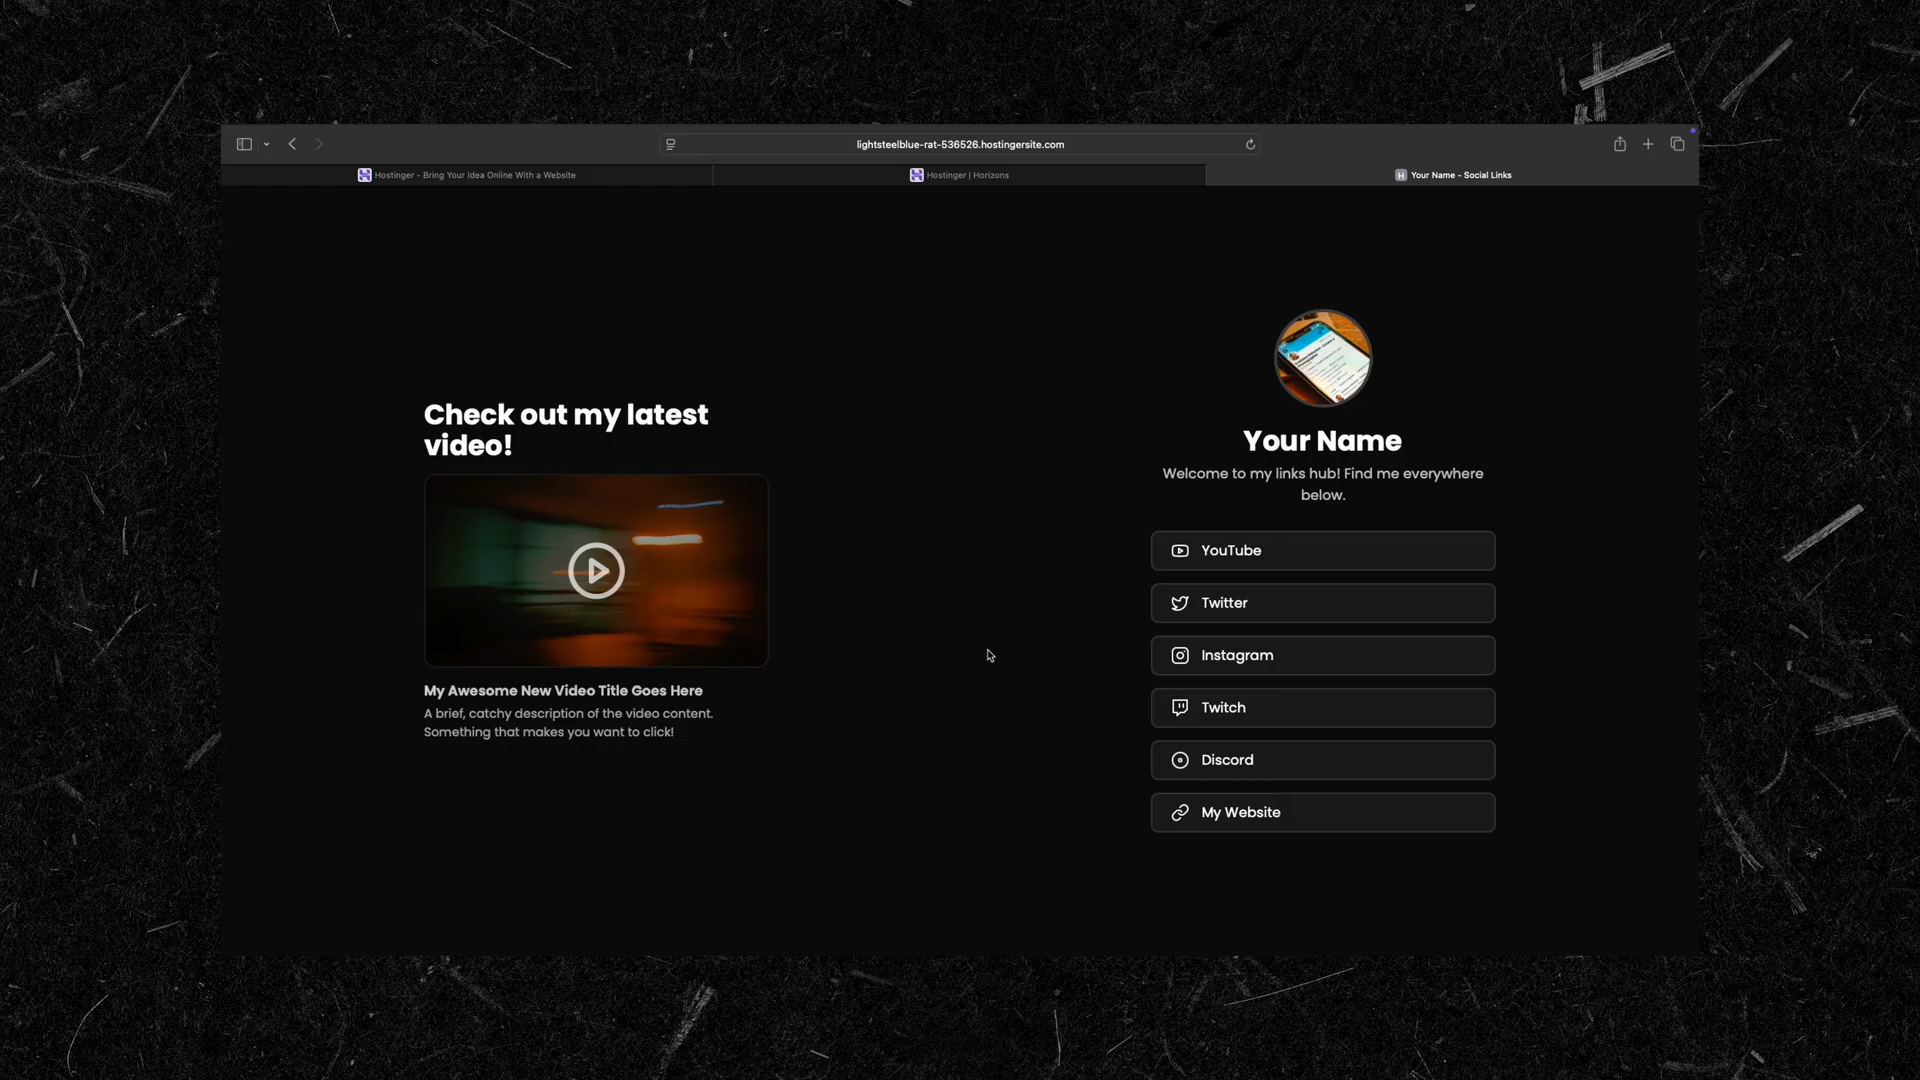 lightsteelblue-rat-536526.hostingersite.com
Hostinger - Bring Your Idea Online With a Website
Hostinger | Horizons
H Your Name - Social Links
Check out my latest
video!
My Awesome New Video Title Goes Here
A brief, catchy description of the video content.
Something that makes you want to click!
Your Name
Welcome to my links hub! Find me everywhere
below.
YouTube
Twitter
Instagram
Twitch
Discord
My Website